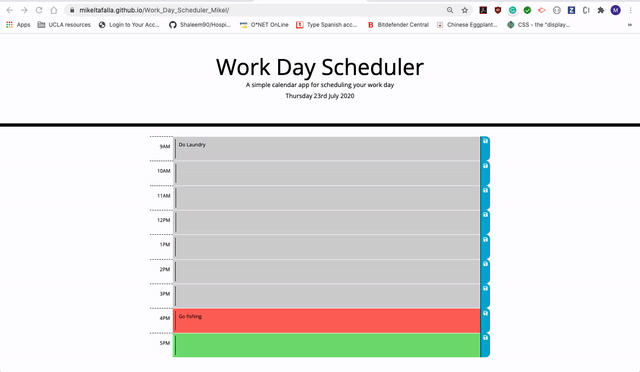 mikeltafalla.github.io/Work_Day_Scheduler_Mikel/
Apps
UCLA resources
Login to Your Acc...
Shaleem90/Hospi...
O*NET OnLine
Type Spanish acc...
Bitdefender Central
Chinese Eggplant...
CSS - the "display...
Work Day Scheduler
A simple calendar app for scheduling your work day
Thursday 23rd July 2020
9AM
Do Laundry
10AM
11AM
12PM
1PM
2PM
3PM
4PM
Go fishing
5PM